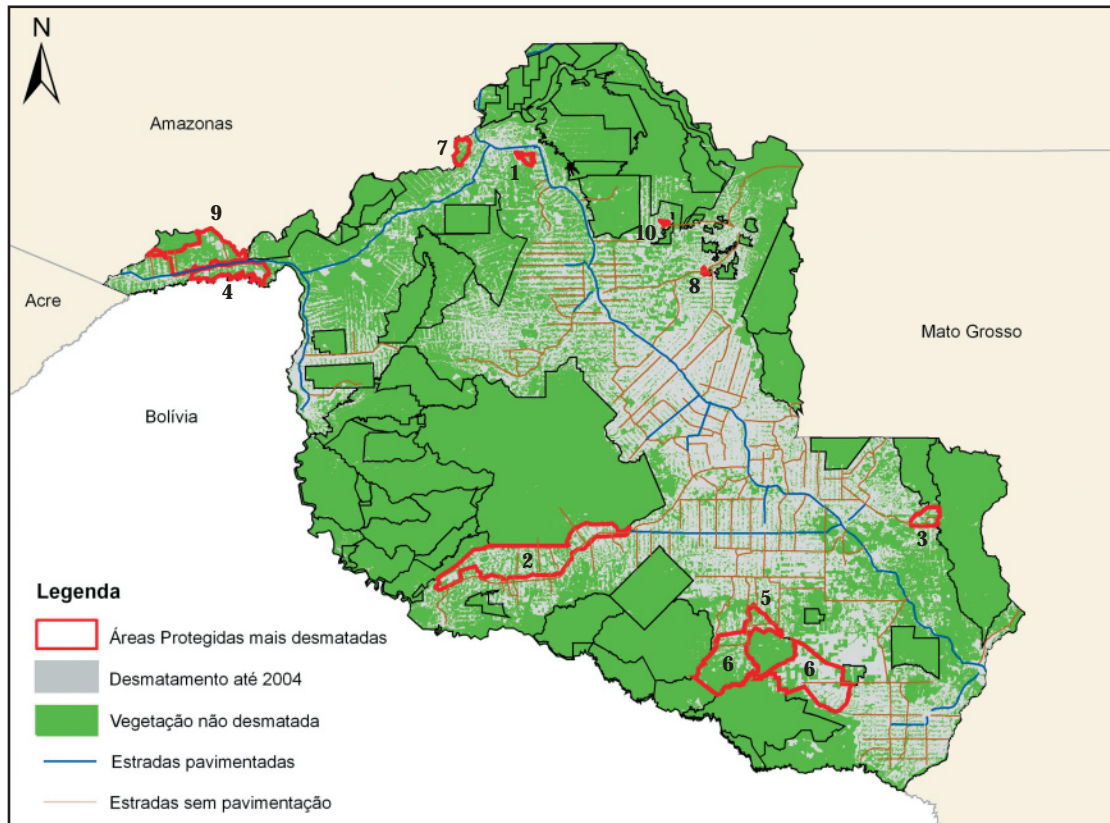 N
Amazonas
7
1
9
10
4
8
Acre
Mato Grosso
Bolívia
3
2
5
6
6
Legenda
Áreas Protegidas mais desmatadas
Desmatamento até 2004
Vegetação não desmatada
Estradas pavimentadas
Estradas sem pavimentação